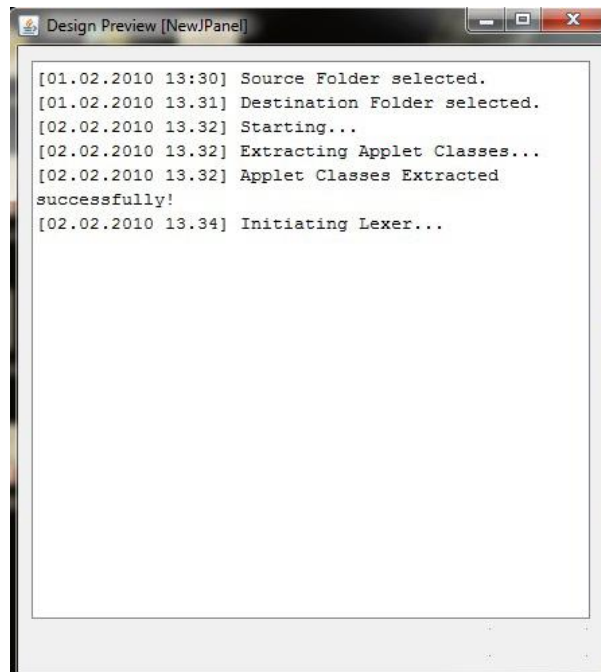 Design Preview [NewJPanel]
[01.02.2010 13:30] Source Folder selected.
[01.02.2010 13.31] Destination Folder selected.
[02.02.2010 13.32] Starting...
[02.02.2010 13.32] Extracting Applet Classes...
[02.02.2010 13.32] Applet Classes Extracted
successfully!
[02.02.2010 13.34] Initiating Lexer...